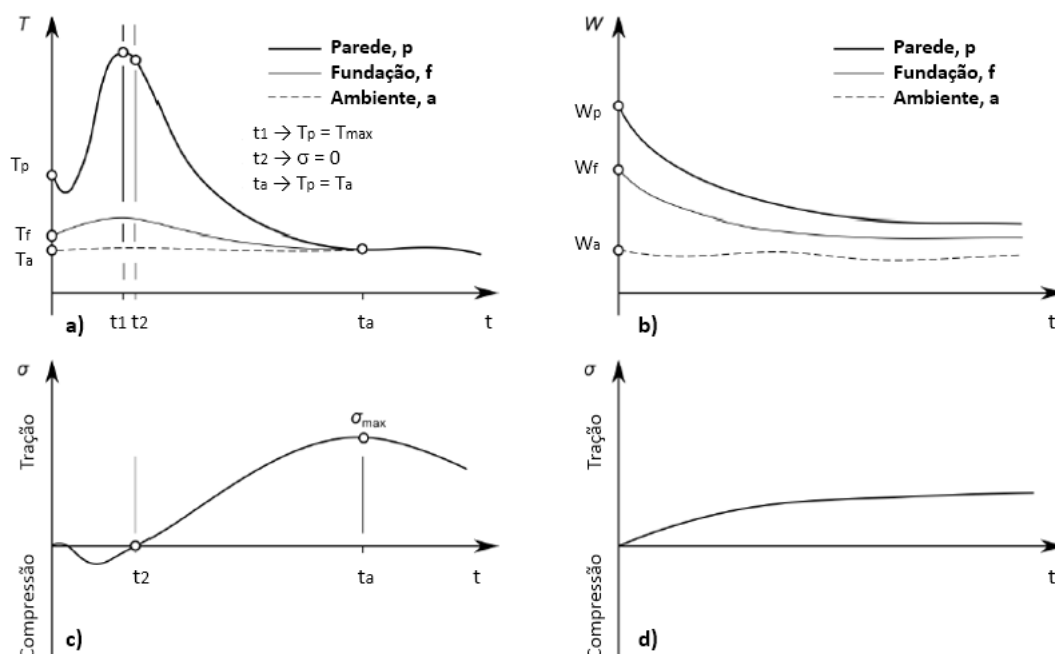 T
Parede, p
Fundação, f
Ambiente, a
t1 → Tp = Tmax
t2 → σ = 0
ta → Tp = Ta
Tp
Tf
Ta
a)
t1 t2
ta
t
W
Parede, p
Fundação, f
Ambiente, a
Wp
Wf
Wa
b)
t
σ
Tração
Compressão
σmax
t2
ta
t
c)
σ
Tração
Compressão
t
d)